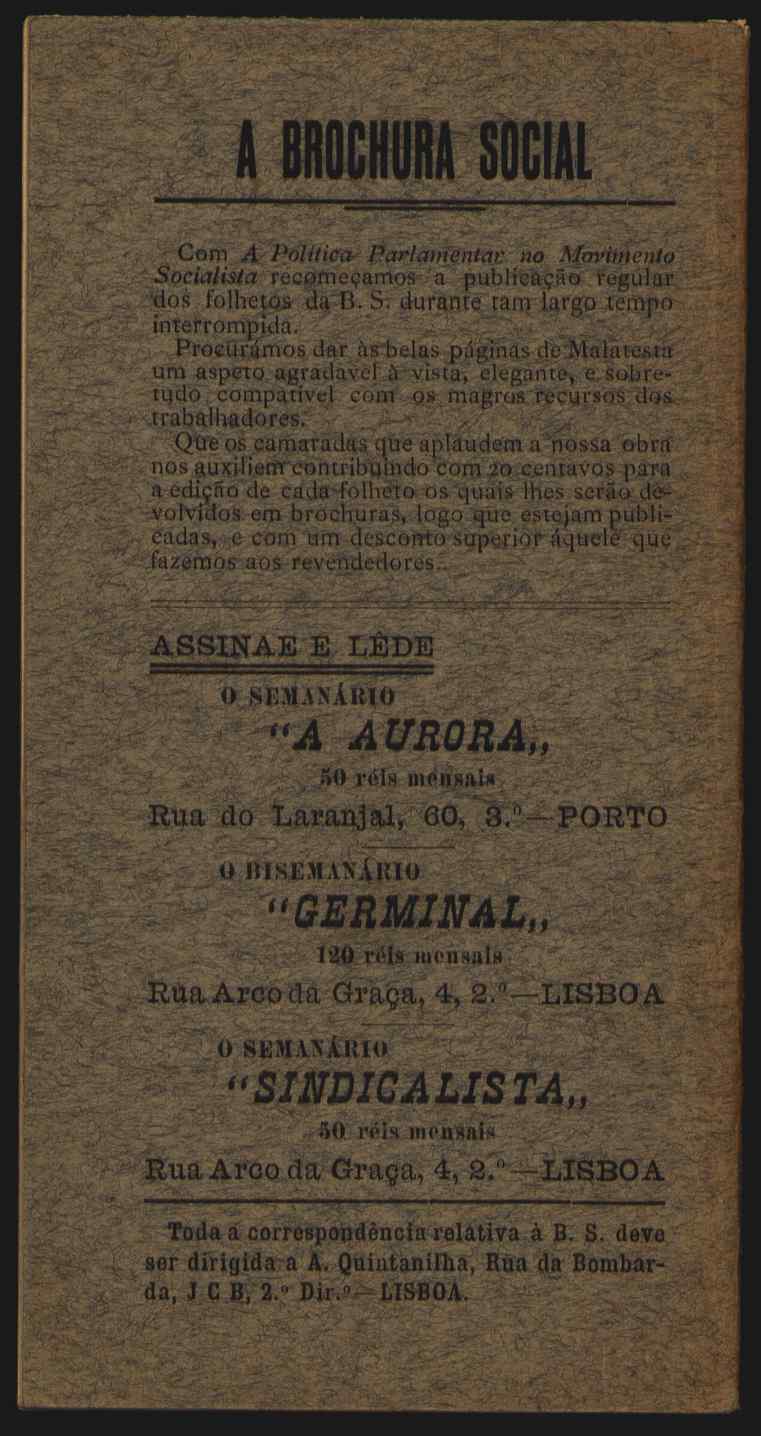 A BROCHURA SOCIAL
Com A Politica Parlamentar no Movimento
Socialista recomeçamos a publicação regular
dos folhetos da B. S. durante tam largo tempo
interrompida.
Procurámos dar ás belas páginas de Malatesta
um aspeto agradavel á vista, elegante, e sobre-
tudo compativel com os magros recursos dos
trabalhadores.
Que os camaradas que aplaudem a nossa obra
nos auxiliem contribuindo com 20 centavos para
a edição de cada folheto os quais lhes serão de-
volvidos em brochuras, logo que estejam publi-
cadas, e com um desconto superior áquele que
fazemos aos revendedores.
ASSINAE E LÊDE
O SEMANÁRIO
“A AURORA„
50 réis mensais
Rua do Laranjal, 60, 3.º—PORTO
O BISEMANÁRIO
“GERMINAL„
120 réis mensais
Rua Arco da Graça, 4, 2.º—LISBOA
O SEMANÁRIO
“SINDICALISTA„
50 réis mensais
Rua Arco da Graça, 4, 2.º—LISBOA
Toda a correspondência relativa à B. S. deve
ser dirigida a A. Quintanilha, Rua da Bombar-
da, J C B, 2.º Dir.º—LISBOA.